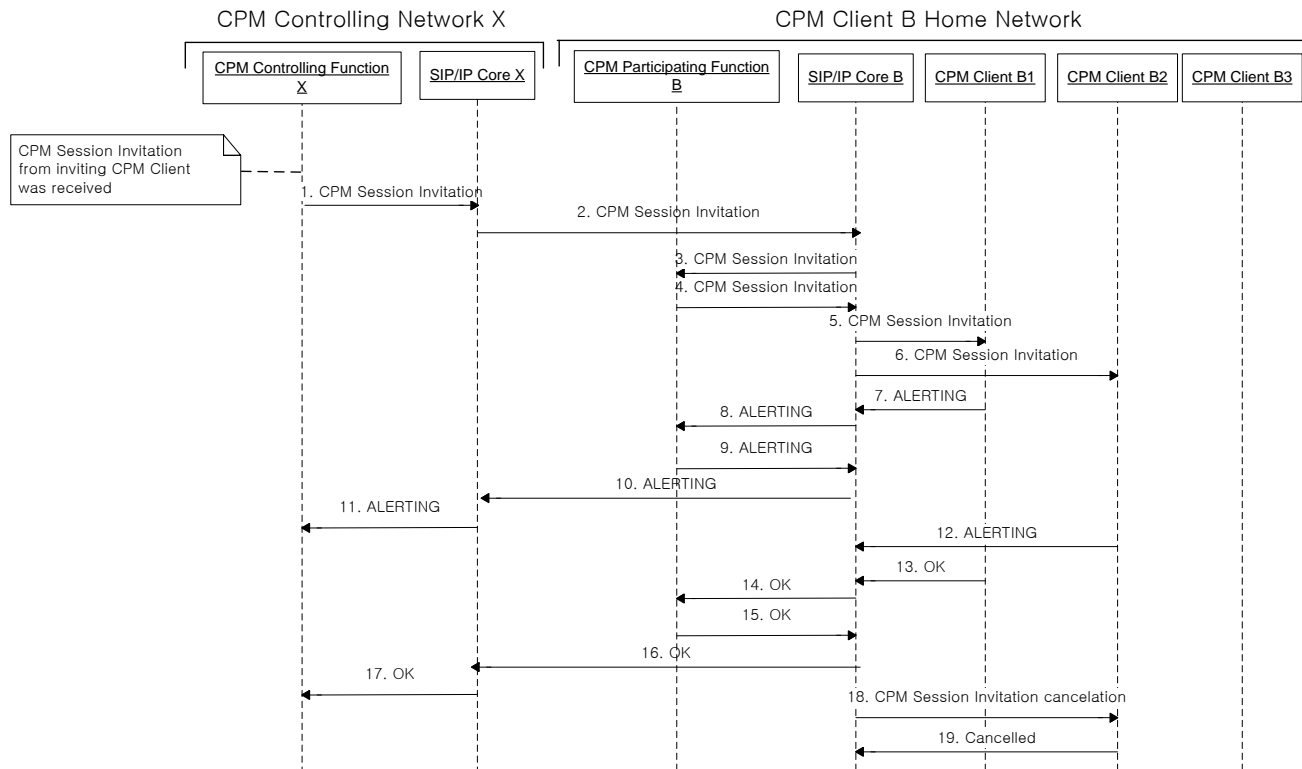 CPM Controlling Network X
CPM Client B Home Network
CPM Controlling Function
X
SIP/IP Core X
CPM Participating Function
B
SIP/IP Core B
CPM Client B1
CPM Client B2
CPM Client B3
CPM Session Invitation
from inviting CPM Client
was received
1. CPM Session Invitation
2. CPM Session Invitation
3. CPM Session Invitation
4. CPM Session Invitation
5. CPM Session Invitation
6. CPM Session Invitation
7. ALERTING
8. ALERTING
9. ALERTING
10. ALERTING
11. ALERTING
12. ALERTING
13. OK
14. OK
15. OK
16. OK
17. OK
18. CPM Session Invitation cancelation
19. Cancelled